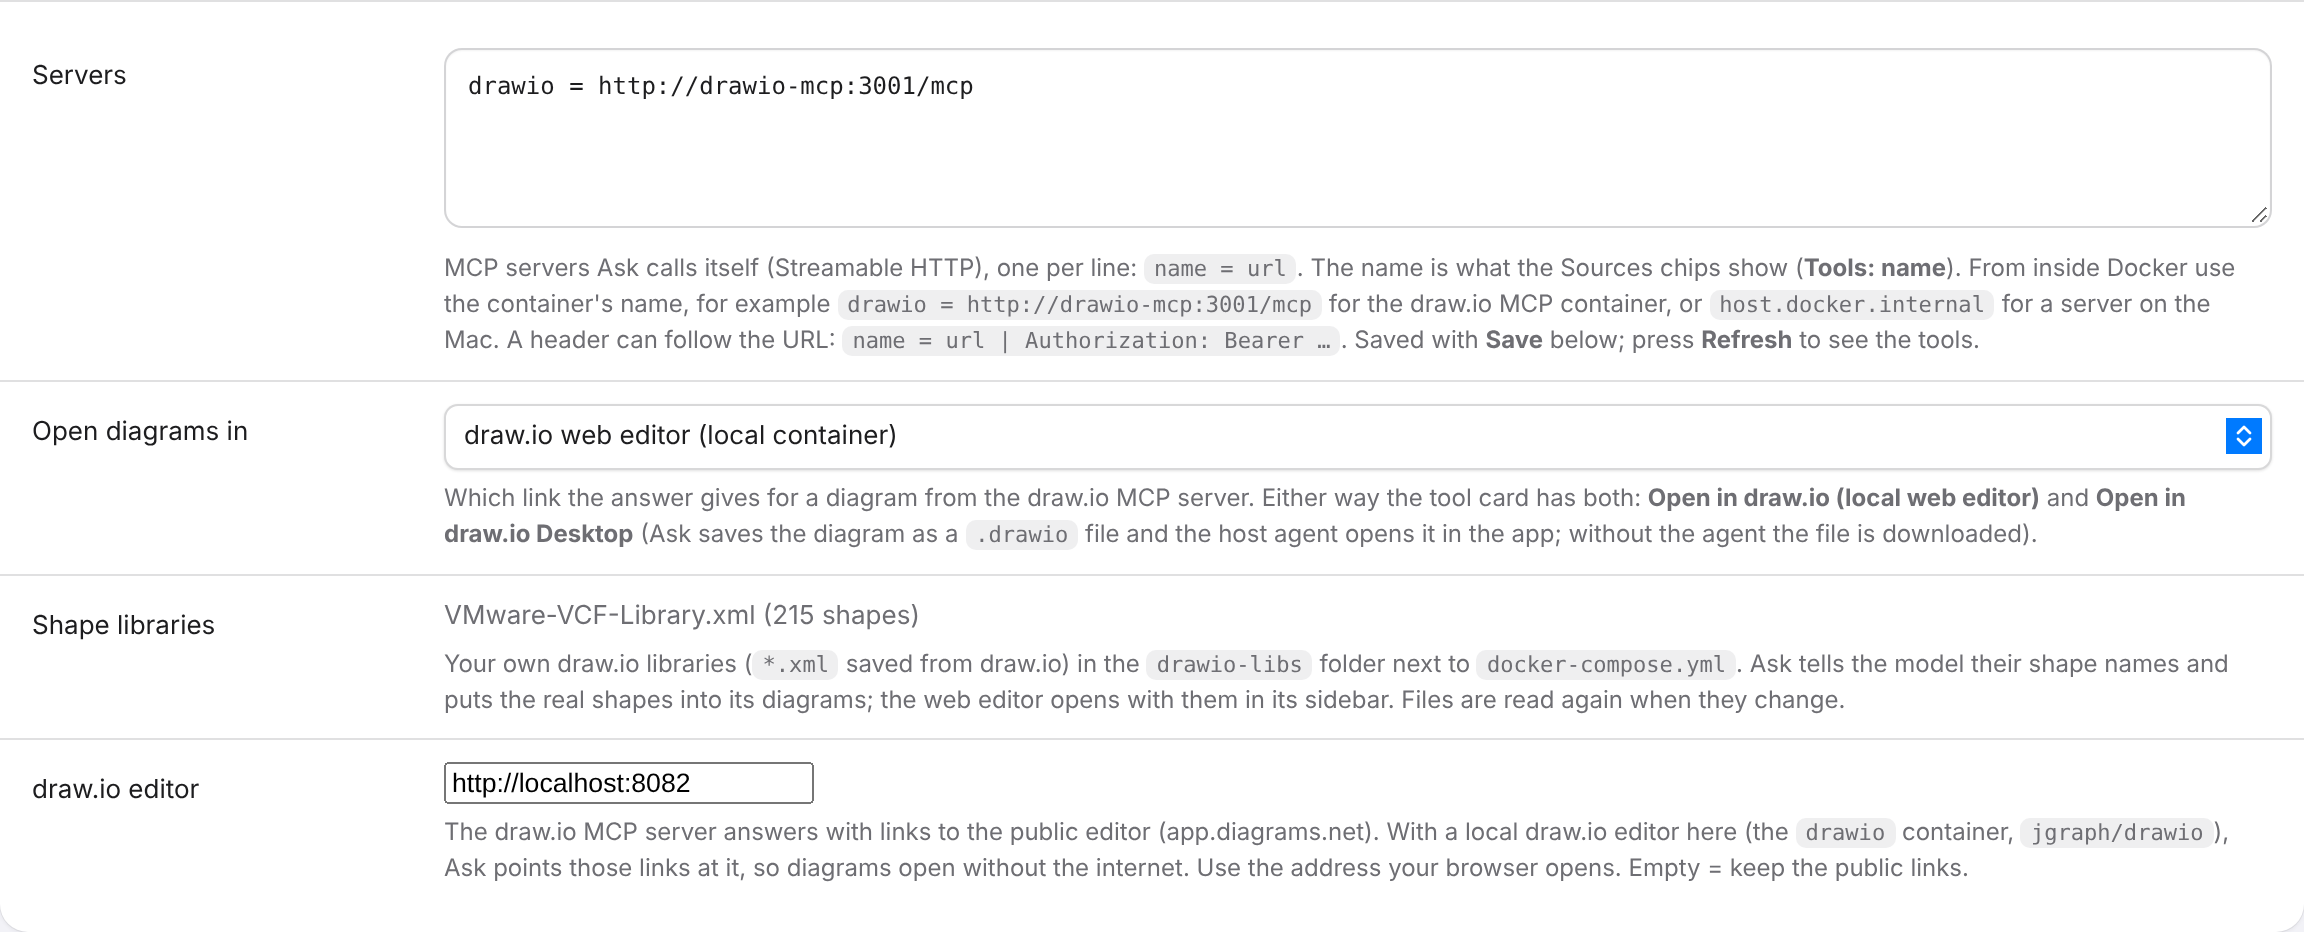 Servers
drawio = http://drawio-mcp:3001/mcp
MCP servers Ask calls itself (Streamable HTTP), one per line: name = url. The name is what the Sources chips show (Tools: name). From inside Docker use
the container's name, for example drawio = http://drawio-mcp:3001/mcp for the draw.io MCP container, or host.docker.internal for a server on the
Mac. A header can follow the URL: name = url | Authorization: Bearer …. Saved with Save below; press Refresh to see the tools.
Open diagrams in
draw.io web editor (local container)
Which link the answer gives for a diagram from the draw.io MCP server. Either way the tool card has both: Open in draw.io (local web editor) and Open in
draw.io Desktop (Ask saves the diagram as a .drawio file and the host agent opens it in the app; without the agent the file is downloaded).
Shape libraries
VMware-VCF-Library.xml (215 shapes)
Your own draw.io libraries (*.xml saved from draw.io) in the drawio-libs folder next to docker-compose.yml. Ask tells the model their shape names and
puts the real shapes into its diagrams; the web editor opens with them in its sidebar. Files are read again when they change.
draw.io editor
http://localhost:8082
The draw.io MCP server answers with links to the public editor (app.diagrams.net). With a local draw.io editor here (the drawio container, jgraph/drawio),
Ask points those links at it, so diagrams open without the internet. Use the address your browser opens. Empty = keep the public links.